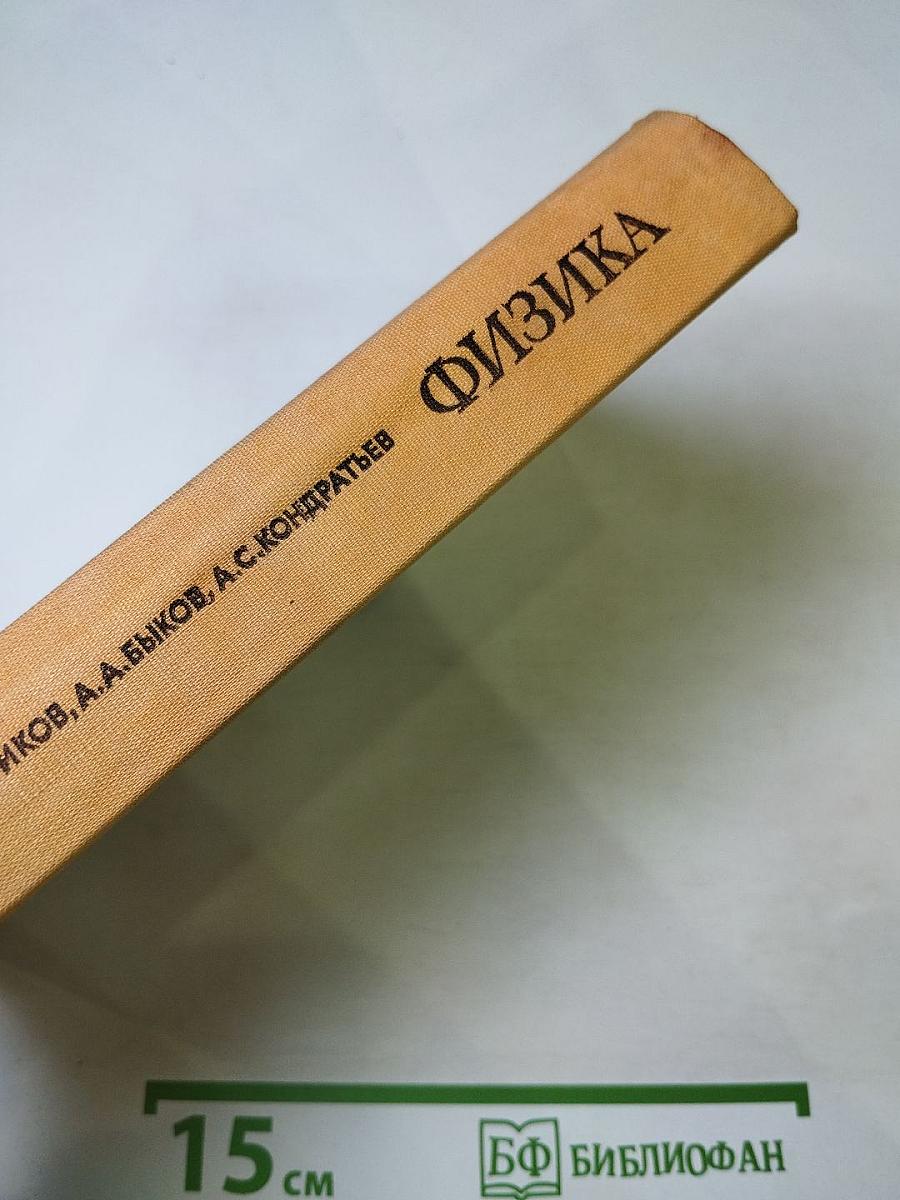 ИКОВ, А.А.БЫКОВ, А.С.КОНДРАТЬЕВ ФИЗИКА
15 см
БФ БИБЛИОФАН